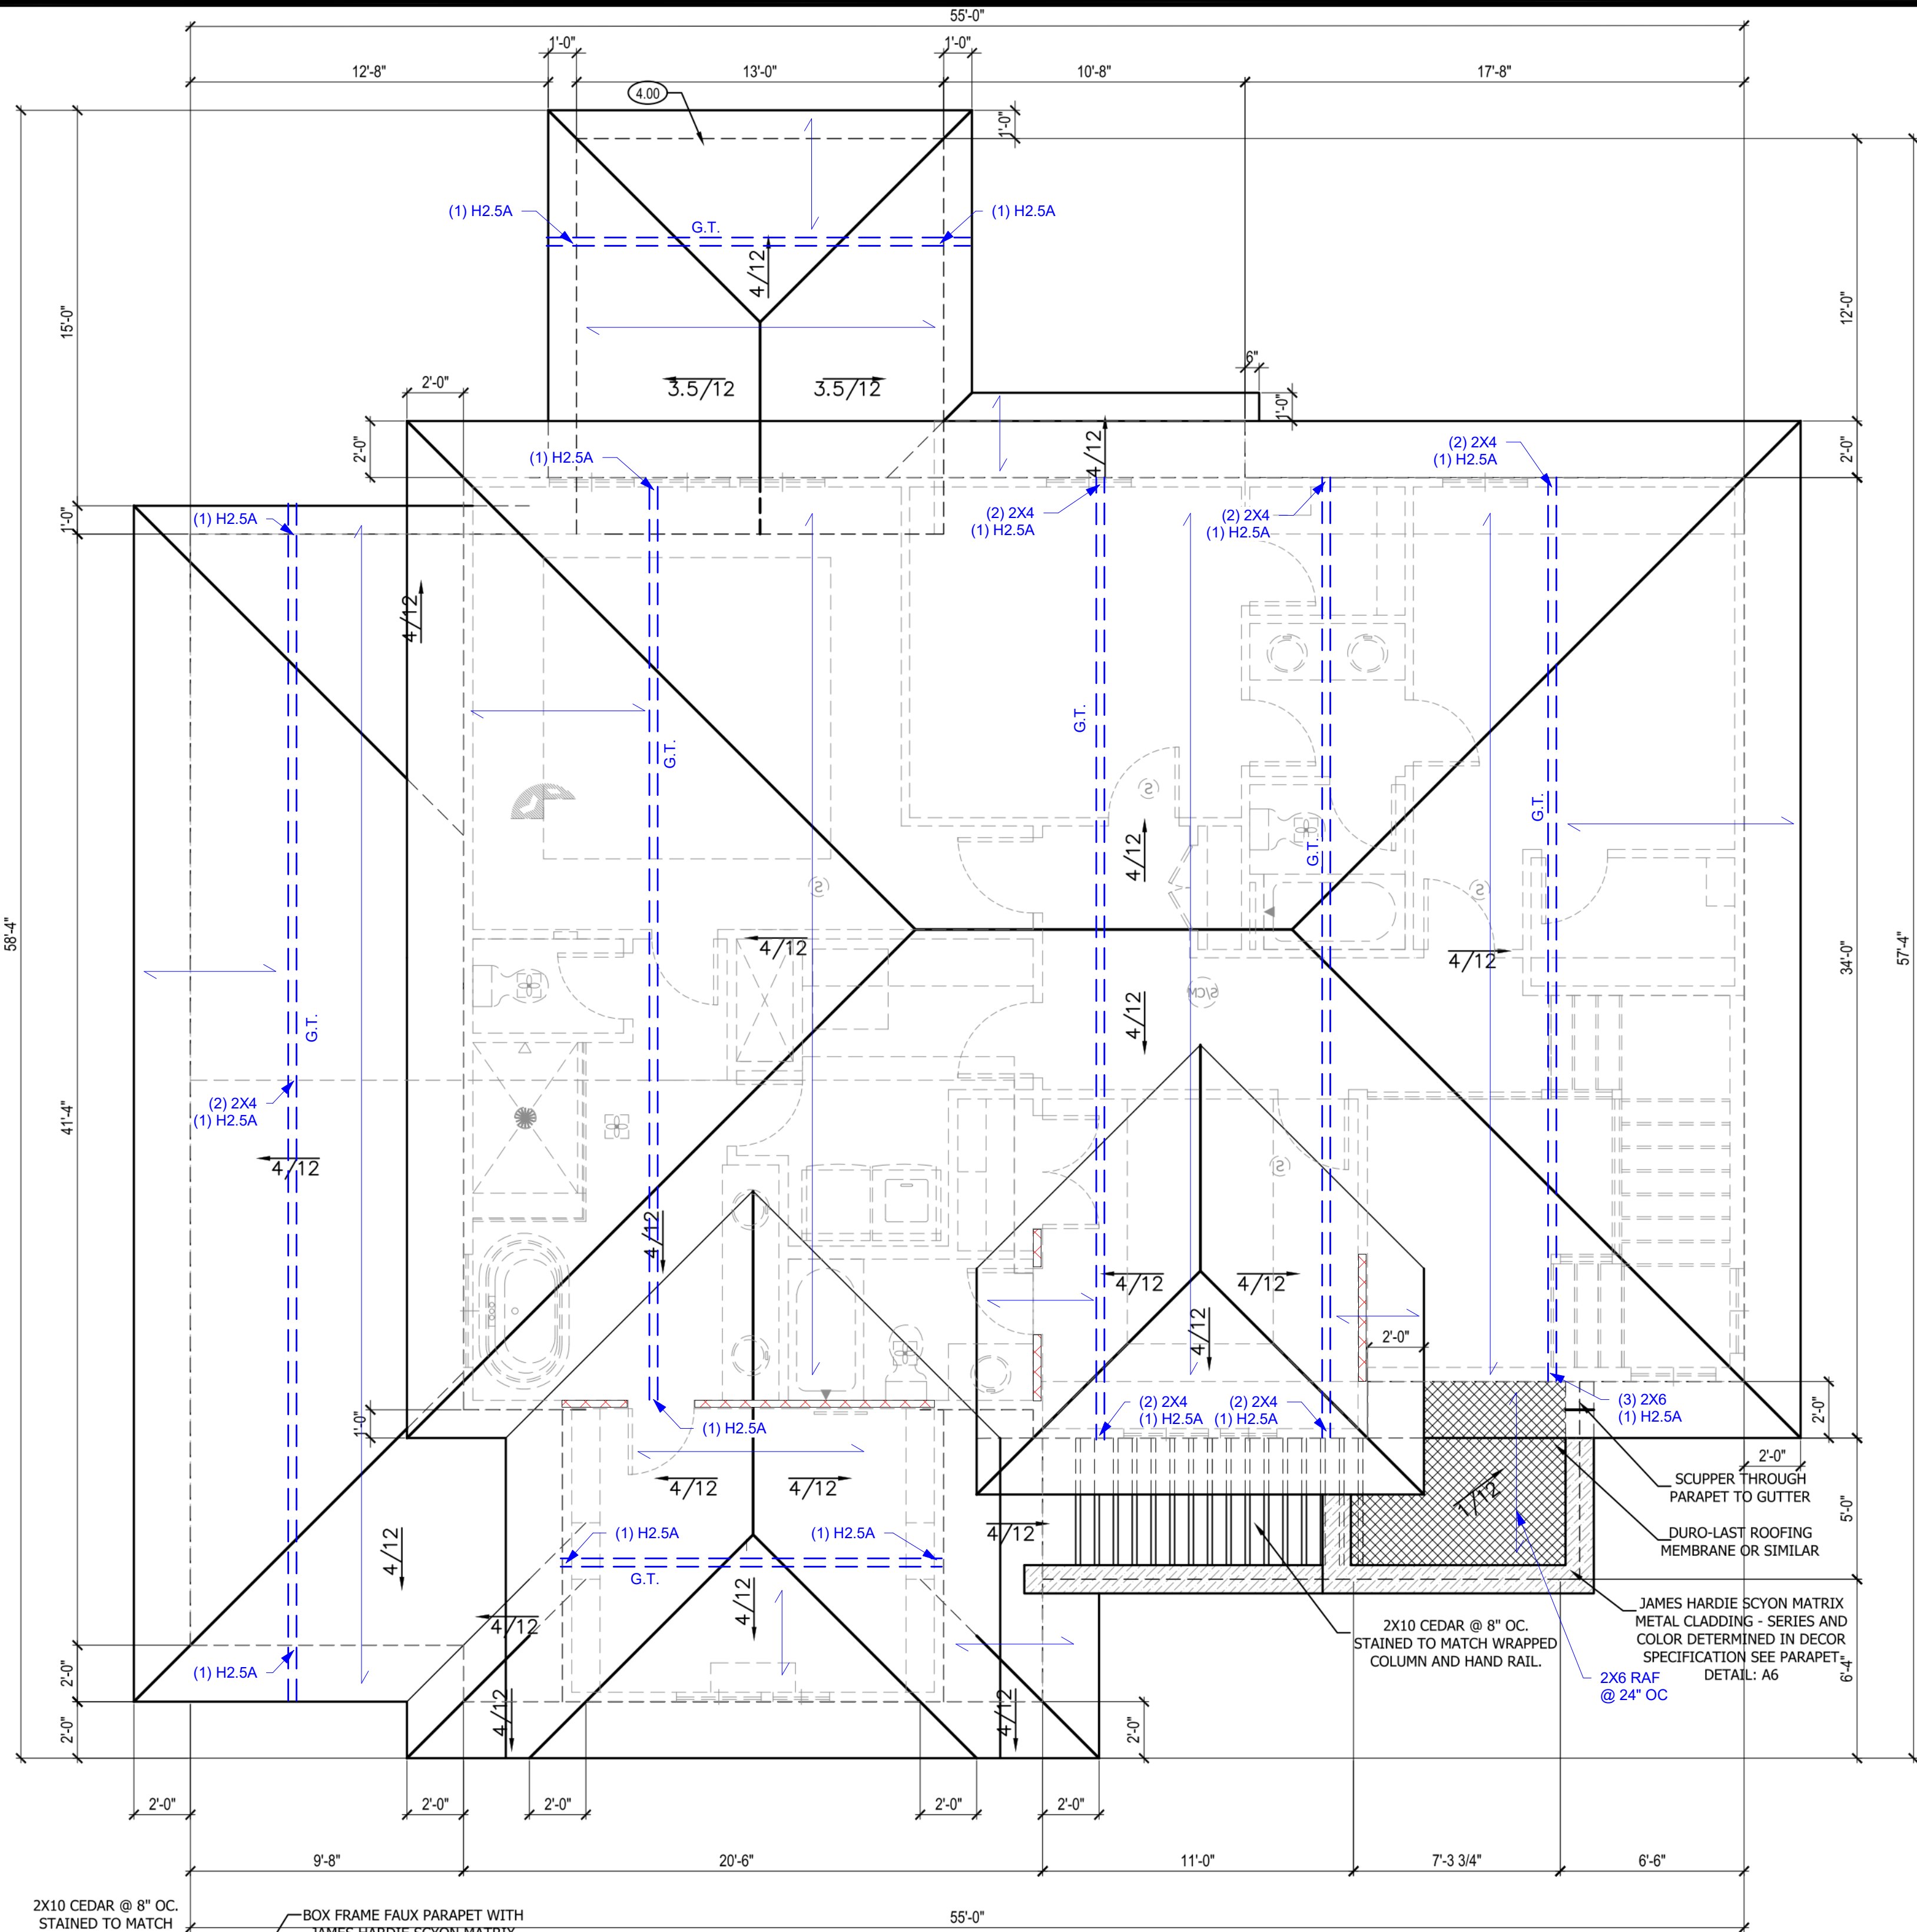 55'-0"
1'-0"
1'-0"
12'-8"
13'-0"
10'-8"
17'-8"
4.00
1'-0"
(1) H2.5A
G.T.
(1) H2.5A
4/12
15'-0"
12'-0"
3.5/12
3.5/12
6"
2'-0"
1'-0"
2'-0"
4/12
(2) 2X4
(1) H2.5A
2'-0"
(1) H2.5A
1'-0"
(1) H2.5A
(2) 2X4
(1) H2.5A
(2) 2X4
(1) H2.5A
4/12
G.T.
G.T.
G.T.
G.T.
S
4/12
S
S
58'-4"
4/12
4/12
34'-0"
57'-4"
S/CM
4/12
G.T.
41'-4"
(2) 2X4
(1) H2.5A
4/12
S
4/12
4/12
4/12
4/12
2'-0"
(2) 2X4
(1) H2.5A
(2) 2X4
(1) H2.5A
(3) 2X6
(1) H2.5A
2'-0"
1'-0"
(1) H2.5A
2'-0"
4/12
4/12
1/12
SCUPPER THROUGH
PARAPET TO GUTTER
5'-0"
4/12
(1) H2.5A
(1) H2.5A
4/12
DURO-LAST ROOFING
MEMBRANE OR SIMILAR
G.T.
4/12
4/12
JAMES HARDIE SCYON MATRIX
METAL CLADDING - SERIES AND
COLOR DETERMINED IN DECOR
SPECIFICATION SEE PARAPET
DETAIL: A6
2X10 CEDAR @ 8" OC.
STAINED TO MATCH WRAPPED
COLUMN AND HAND RAIL.
6'-4"
2'-0"
(1) H2.5A
2X6 RAF
@ 24" OC
2'-0"
4/12
4/12
2'-0"
2'-0"
2'-0"
2'-0"
2'-0"
2'-0"
9'-8"
20'-6"
11'-0"
7'-3 3/4"
6'-6"
2X10 CEDAR @ 8" OC.
STAINED TO MATCH
BOX FRAME FAUX PARAPET WITH
JAMES HARDIE SCYON MATRIX
55'-0"